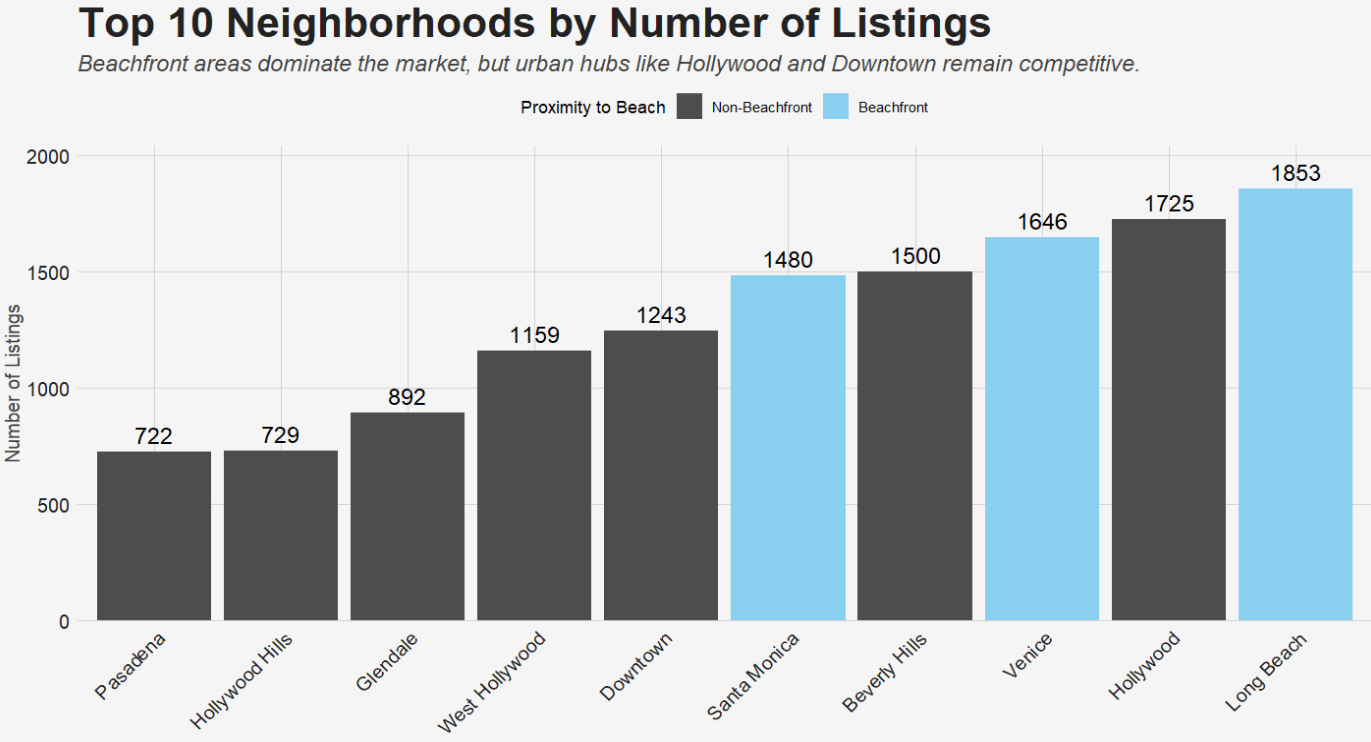 Top 10 Neighborhoods by Number of Listings
Beachfront areas dominate the market, but urban hubs like Hollywood and Downtown remain competitive.
Proximity to Beach Non-Beachfront Beachfront
Number of Listings
2000
1500
1000
500
0
722
729
892
1159
1243
1480
1500
1646
1725
1853
Pasadena
Hollywood Hills
Glendale
West Hollywood
Downtown
Santa Monica
Beverly Hills
Venice
Hollywood
Long Beach